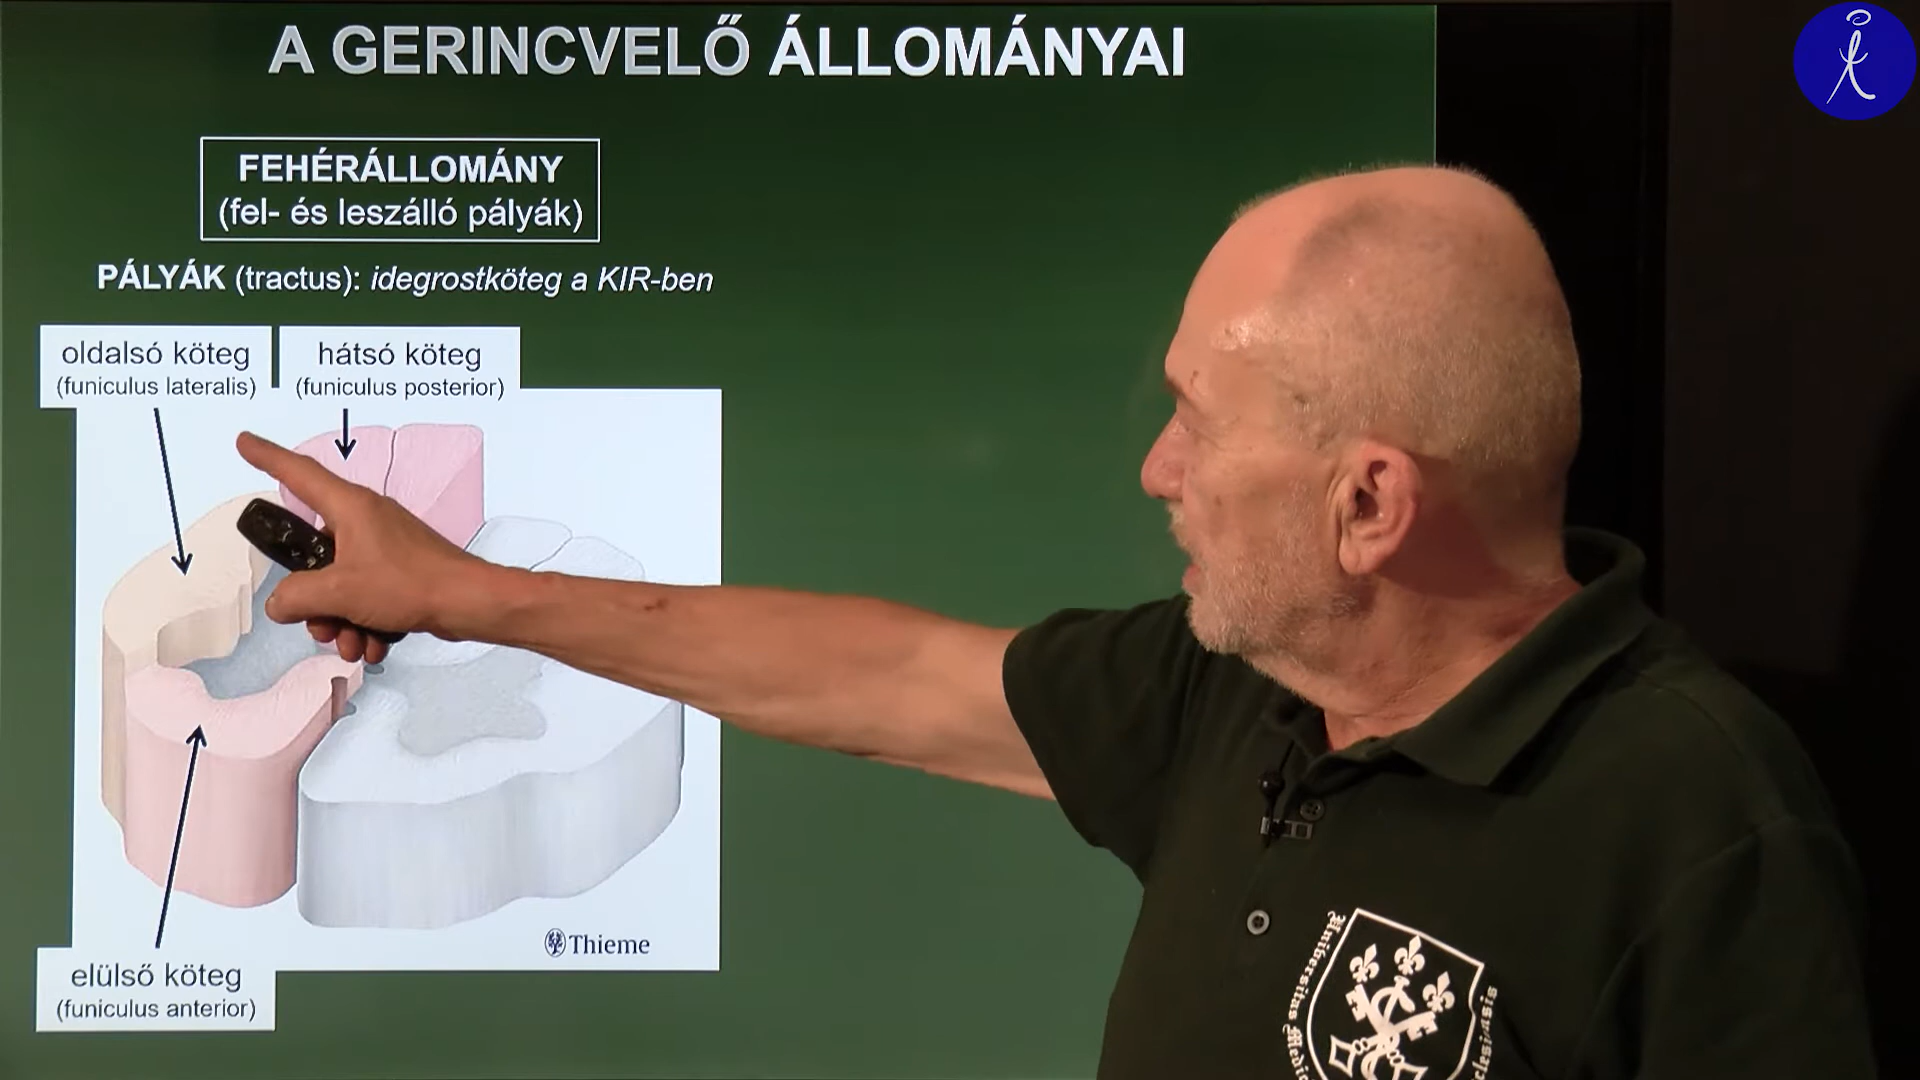 A GERINCVELŐ ÁLLOMÁNYAI
FEHÉRÁLLOMÁNY
(fel- és leszálló pályák)
PÁLYÁK (tractus): idegrostköteg a KIR-ben
oldalsó köteg
(funiculus lateralis)
hátsó köteg
(funiculus posterior)
elülső köteg
(funiculus anterior)
Thieme